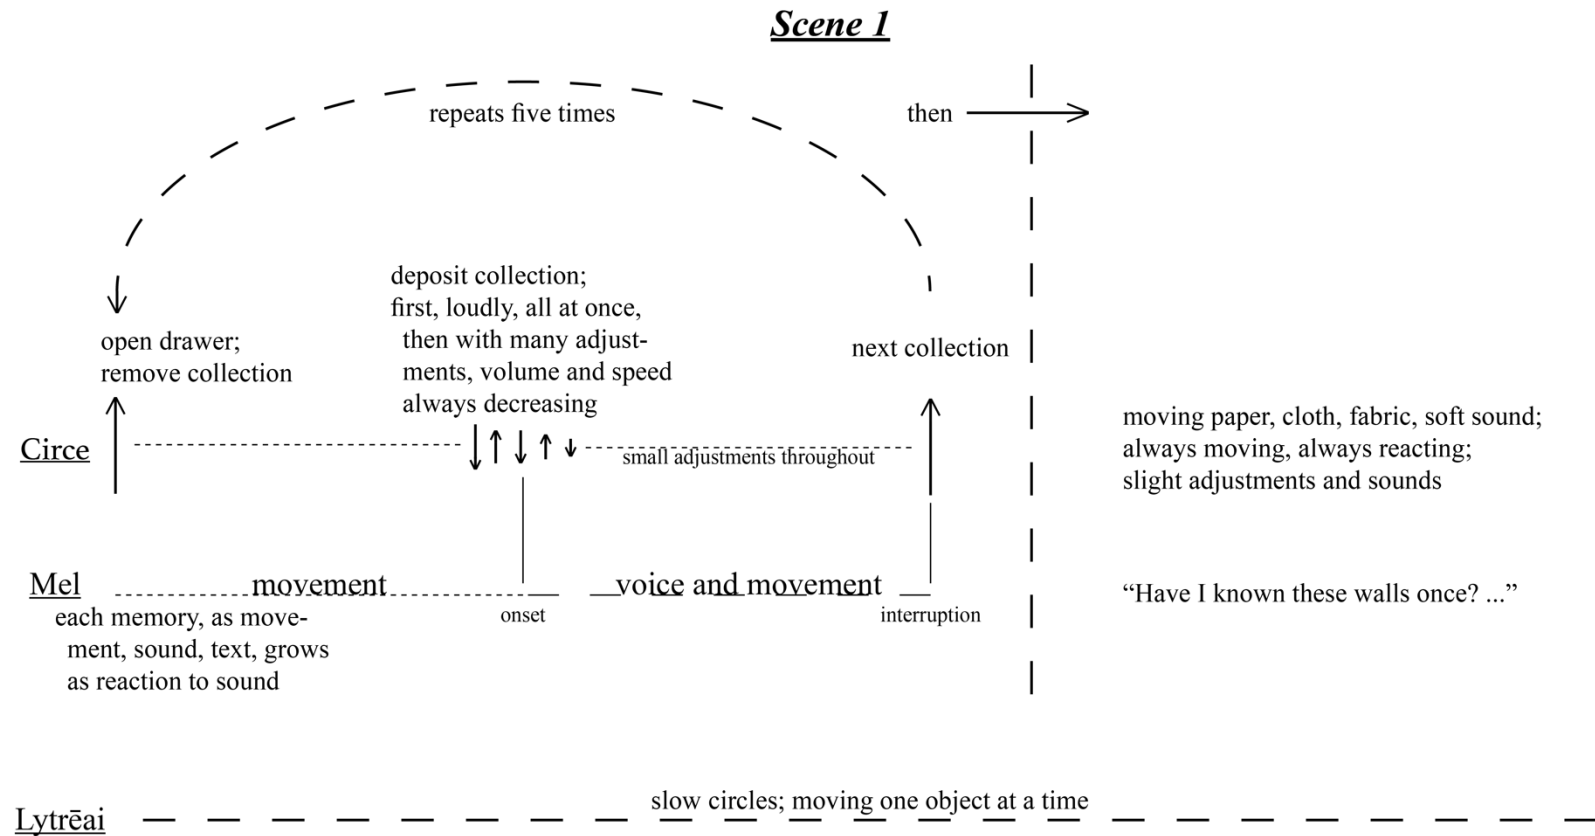 Scene 1
repeats five times
then
deposit collection;
first, loudly, all at once,
then with many adjust-
ments, volume and speed
always decreasing
open drawer;
remove collection
next collection
Circe
small adjustments throughout
moving paper, cloth, fabric, soft sound;
always moving, always reacting;
slight adjustments and sounds
Mel
movement
voice and movement
each memory, as move-
ment, sound, text, grows
as reaction to sound
onset
interruption
“Have I known these walls once? ...”
slow circles; moving one object at a time
Lytrēai